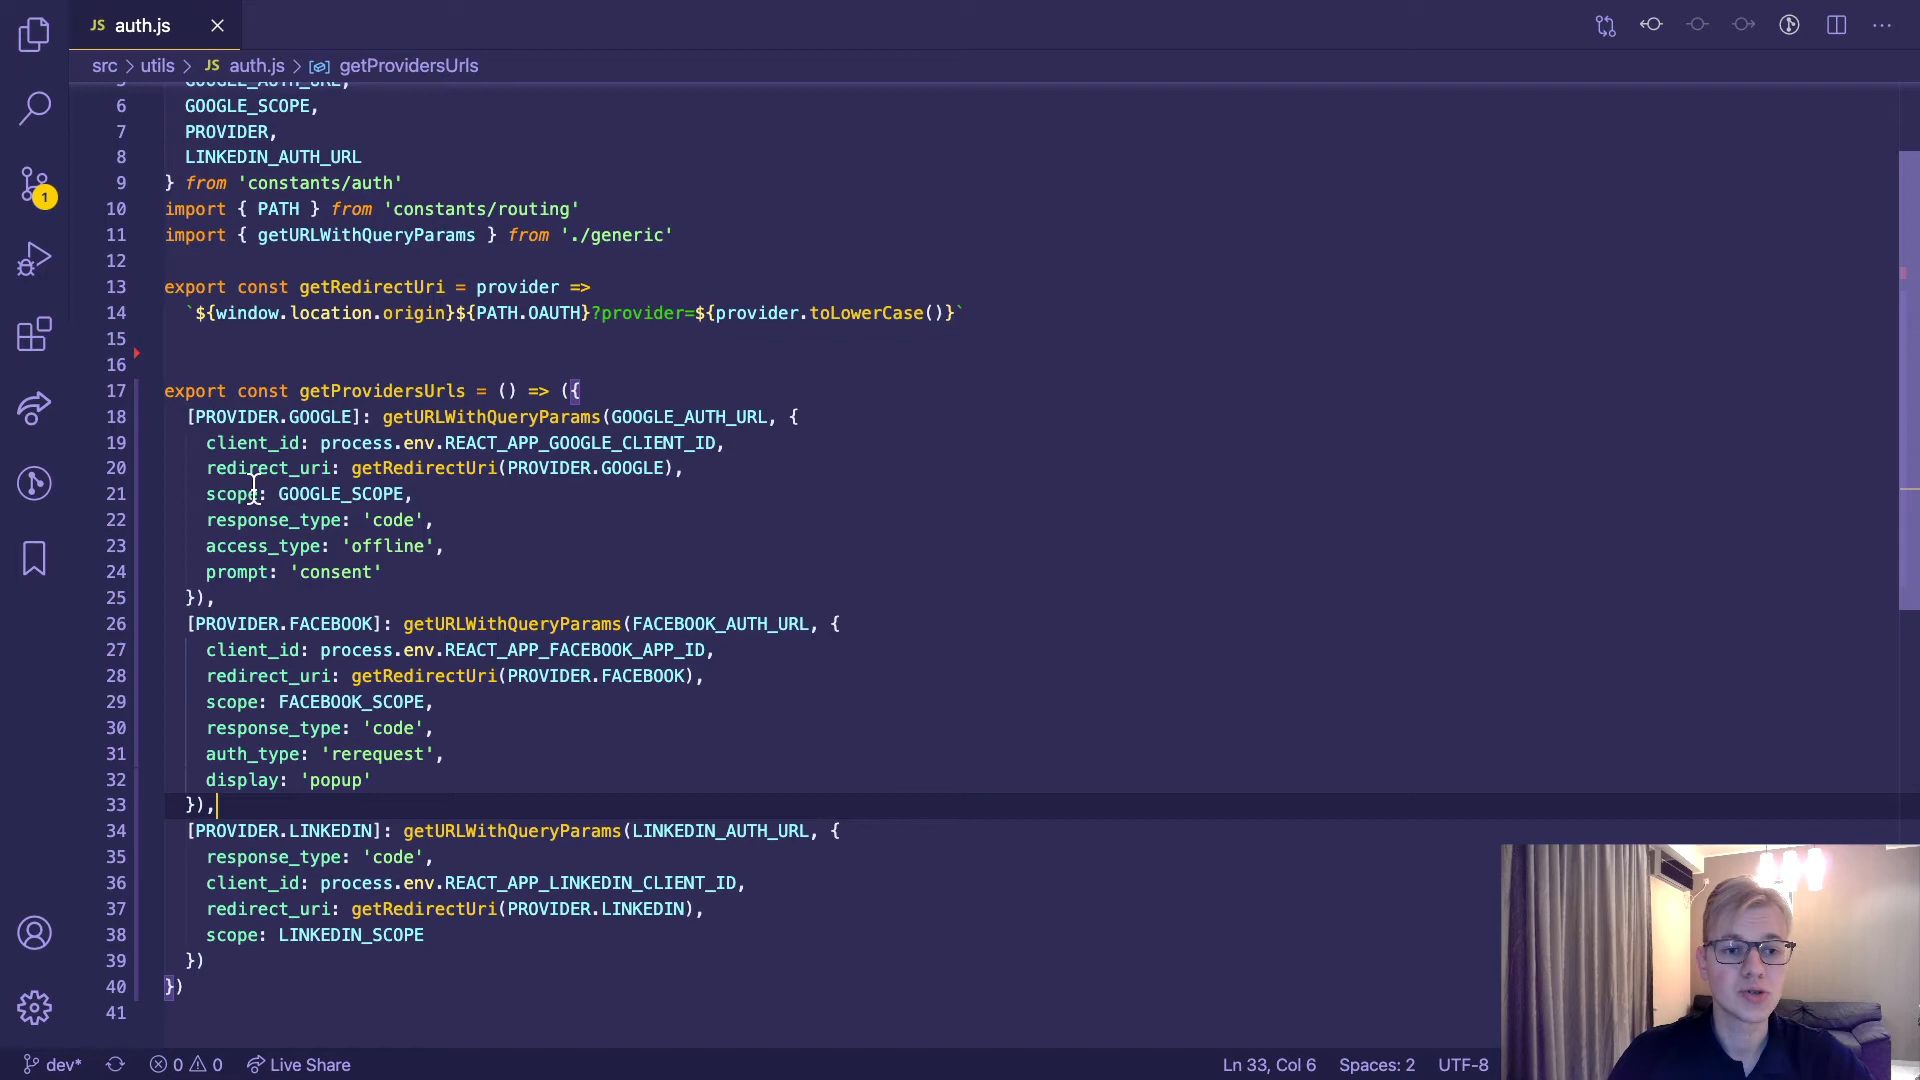 JS auth.js
src > utils > JS auth.js > getProvidersUrls
5 GOOGLE_AUTH_URL,
6 GOOGLE_SCOPE,
7 PROVIDER,
8 LINKEDIN_AUTH_URL
9 } from 'constants/auth'
10 import { PATH } from 'constants/routing'
11 import { getURLWithQueryParams } from './generic'
12
13 export const getRedirectUri = provider =>
14 `${window.location.origin}${PATH.OAUTH}?provider=${provider.toLowerCase()}`
15
16
17 export const getProvidersUrls = () => ({
18 [PROVIDER.GOOGLE]: getURLWithQueryParams(GOOGLE_AUTH_URL, {
19 client_id: process.env.REACT_APP_GOOGLE_CLIENT_ID,
20 redirect_uri: getRedirectUri(PROVIDER.GOOGLE),
21 scope: GOOGLE_SCOPE,
22 response_type: 'code',
23 access_type: 'offline',
24 prompt: 'consent'
25 }),
26 [PROVIDER.FACEBOOK]: getURLWithQueryParams(FACEBOOK_AUTH_URL, {
27 client_id: process.env.REACT_APP_FACEBOOK_APP_ID,
28 redirect_uri: getRedirectUri(PROVIDER.FACEBOOK),
29 scope: FACEBOOK_SCOPE,
30 response_type: 'code',
31 auth_type: 'rerequest',
32 display: 'popup'
33 }),
34 [PROVIDER.LINKEDIN]: getURLWithQueryParams(LINKEDIN_AUTH_URL, {
35 response_type: 'code',
36 client_id: process.env.REACT_APP_LINKEDIN_CLIENT_ID,
37 redirect_uri: getRedirectUri(PROVIDER.LINKEDIN),
38 scope: LINKEDIN_SCOPE
39 })
40 })
41
1
dev* 0 0 Live Share Ln 33, Col 6 Spaces: 2 UTF-8